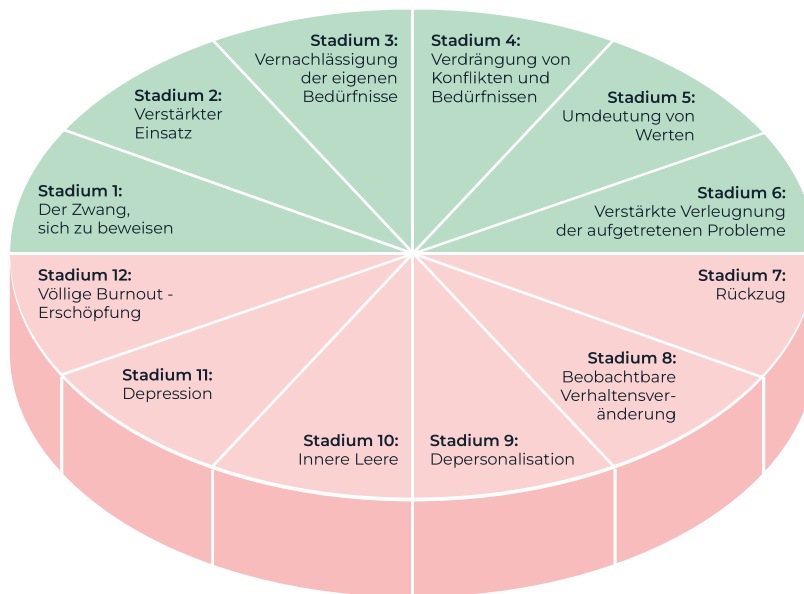 Stadium 1:
Der Zwang,
sich zu beweisen
Stadium 2:
Verstärkter
Einsatz
Stadium 3:
Vernachlässigung
der eigenen
Bedürfnisse
Stadium 4:
Verdrängung von
Konflikten und
Bedürfnissen
Stadium 5:
Umdeutung von
Werten
Stadium 6:
Verstärkte Verleugnung
der aufgetretenen Probleme
Stadium 7:
Rückzug
Stadium 8:
Beobachtbare
Verhaltensver-
änderung
Stadium 9:
Depersonalisation
Stadium 10:
Innere Leere
Stadium 11:
Depression
Stadium 12:
Völlige Burnout -
Erschöpfung